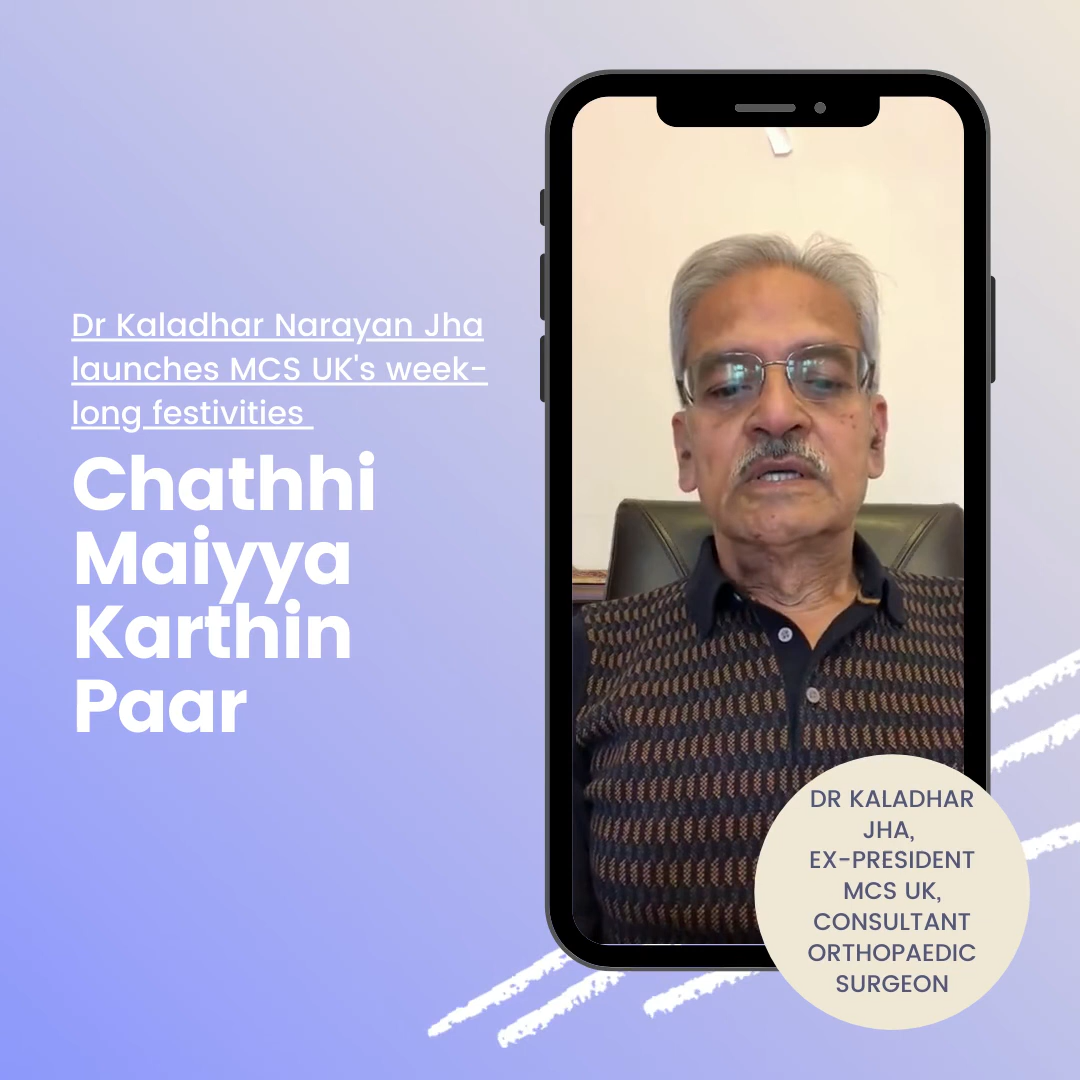 Dr Kaladhar Narayan Jha
launches MCS UK's week-
long festivities
Chathhi
Maiyya
Karthin
Paar
DR KALADHAR
JHA,
EX-PRESIDENT
MCS UK,
CONSULTANT
ORTHOPAEDIC
SURGEON